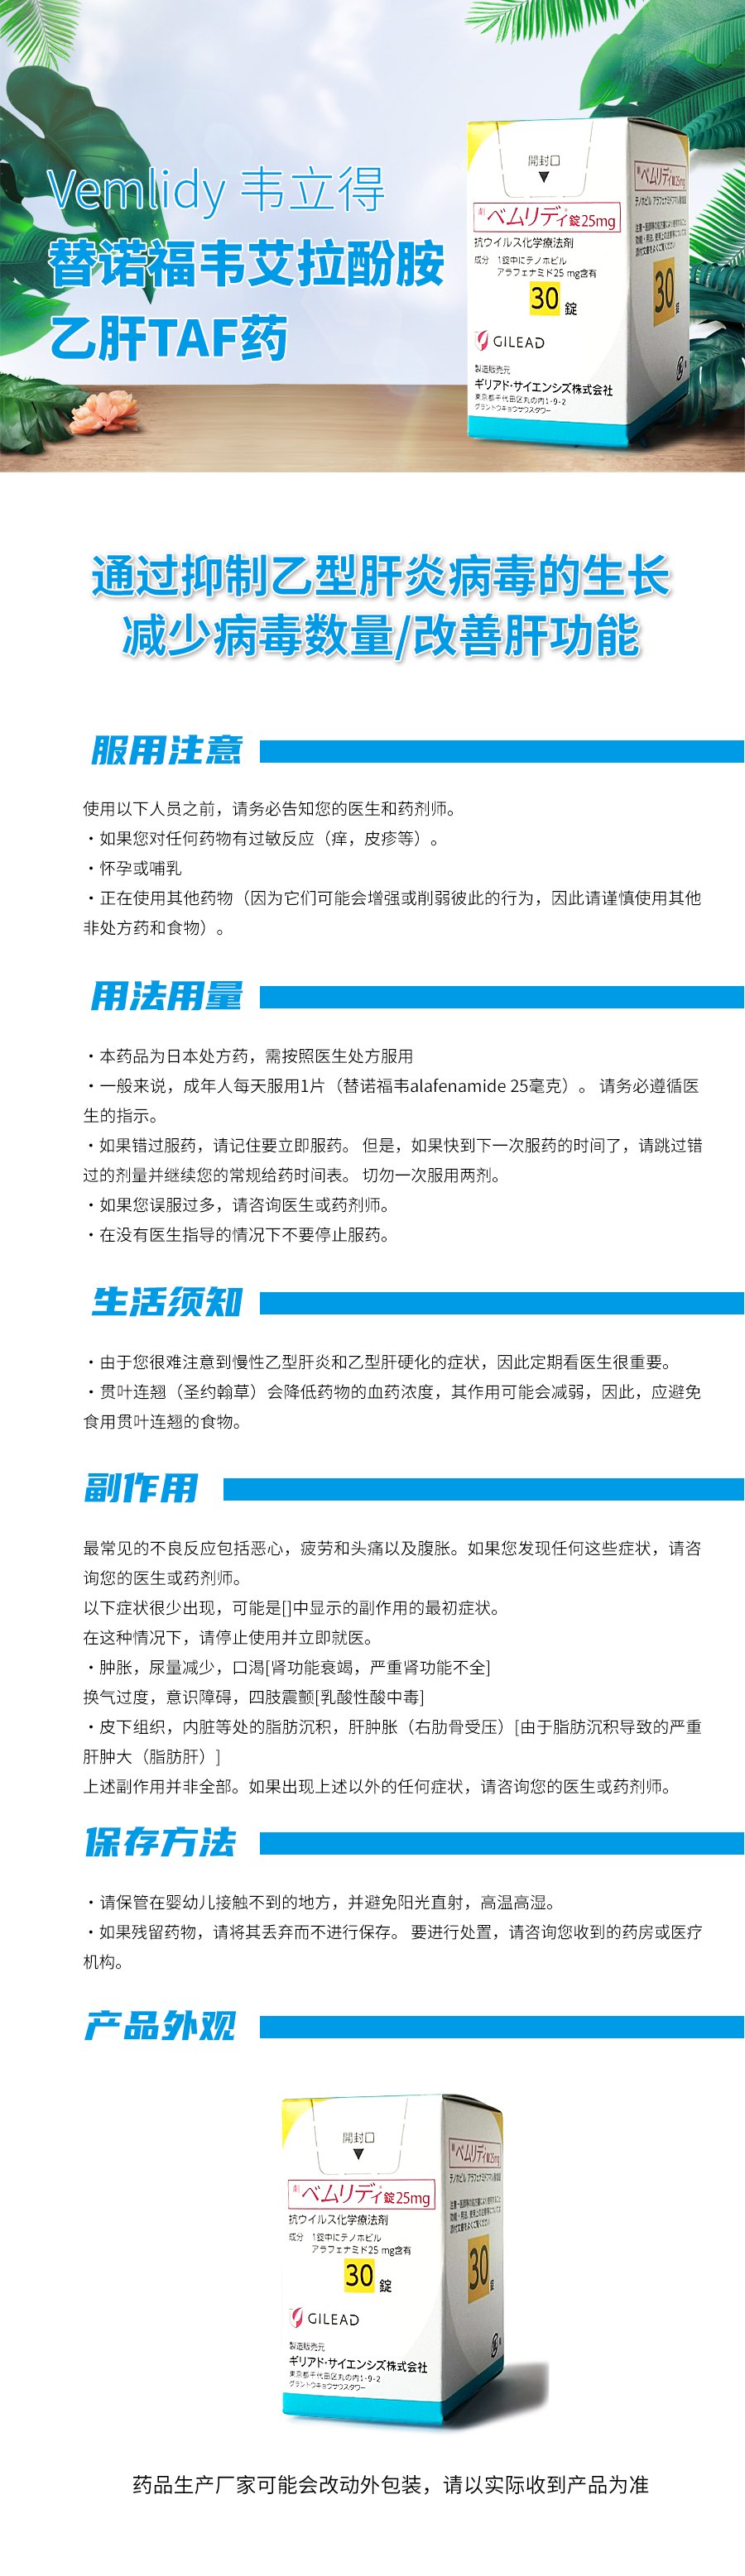 Vemlidy 韦立得
替诺福韦艾拉酚胺
乙肝TAF药
開封口
ベムリディ錠25mg
抗ウイルス化学療法剤
成分 1錠中にテノホビル
アラフェナミド25 mg含有
30錠
GILEAD
製造販売元
ギリアド・サイエンシズ株式会社
東京都千代田区丸の内1-9-2
グラントウキョウサウスタワー
ベムリディ錠25mg
30錠
通过抑制乙型肝炎病毒的生长
减少病毒数量/改善肝功能
服用注意
使用以下人员之前，请务必告知您的医生和药剂师。
・如果您对任何药物有过敏反应（痒，皮疹等）。
・怀孕或哺乳
・正在使用其他药物（因为它们可能会增强或削弱彼此的行为，因此请谨慎使用其他
非处方药和食物）。
用法用量
・本药品为日本处方药，需按照医生处方服用
・一般来说，成年人每天服用1片（替诺福韦alafenamide 25毫克）。 请务必遵循医
生的指示。
・如果错过服药，请记住要立即服药。 但是，如果快到下一次服药的时间了，请跳过错
过的剂量并继续您的常规给药时间表。 切勿一次服用两剂。
・如果您误服过多，请咨询医生或药剂师。
・在没有医生指导的情况下不要停止服药。
生活须知
・由于您很难注意到慢性乙型肝炎和乙型肝硬化的症状，因此定期看医生很重要。
・贯叶连翘（圣约翰草）会降低药物的血药浓度，其作用可能会减弱，因此，应避免
食用贯叶连翘的食物。
副作用
最常见的不良反应包括恶心，疲劳和头痛以及腹胀。如果您发现任何这些症状，请咨
询您的医生或药剂师。
以下症状很少出现，可能是[]中显示的副作用的最初症状。
在这种情况下，请停止使用并立即就医。
・肿胀，尿量减少，口渴[肾功能衰竭，严重肾功能不全]
换气过度，意识障碍，四肢震颤[乳酸性酸中毒]
・皮下组织，内脏等处的脂肪沉积，肝肿胀（右肋骨受压）[由于脂肪沉积导致的严重
肝肿大（脂肪肝）]
上述副作用并非全部。如果出现上述以外的任何症状，请咨询您的医生或药剂师。
保存方法
・请保管在婴幼儿接触不到的地方，并避免阳光直射，高温高湿。
・如果残留药物，请将其丢弃而不进行保存。 要进行处置，请咨询您收到的药房或医疗
机构。
产品外观
開封口
ベムリディ錠25mg
抗ウイルス化学療法剤
成分 1錠中にテノホビル
アラフェナミド25 mg含有
30錠
GILEAD
製造販売元
ギリアド・サイエンシズ株式会社
東京都千代田区丸の内1-9-2
グラントウキョウサウスタワー
ベムリディ錠25mg
30錠
药品生产厂家可能会改动外包装，请以实际收到产品为准